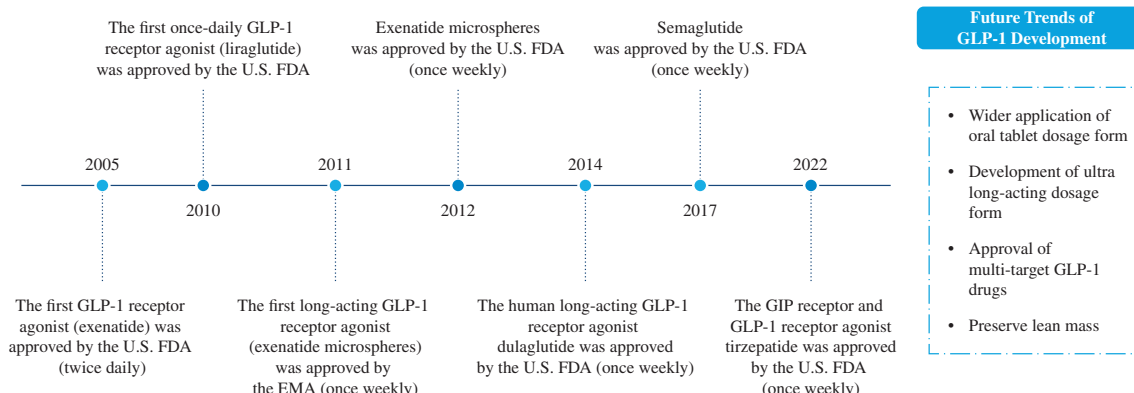 The first once-daily GLP-1
receptor agonist (liraglutide)
was approved by the U.S. FDA
Exenatide microspheres
was approved by the U.S. FDA
(once weekly)
Semaglutide
was approved by the U.S. FDA
(once weekly)
2005
2010
2011
2012
2014
2017
2022
The first GLP-1 receptor
agonist (exenatide) was
approved by the U.S. FDA
(twice daily)
The first long-acting GLP-1
receptor agonist
(exenatide microspheres)
was approved by
the EMA (once weekly)
The human long-acting GLP-1
receptor agonist
dulaglutide was approved
by the U.S. FDA (once weekly)
The GIP receptor and
GLP-1 receptor agonist
tirzepatide was approved
by the U.S. FDA
(once weekly)
Future Trends of
GLP-1 Development
• Wider application of
oral tablet dosage form
• Development of ultra
long-acting dosage
form
• Approval of
multi-target GLP-1
drugs
• Preserve lean mass